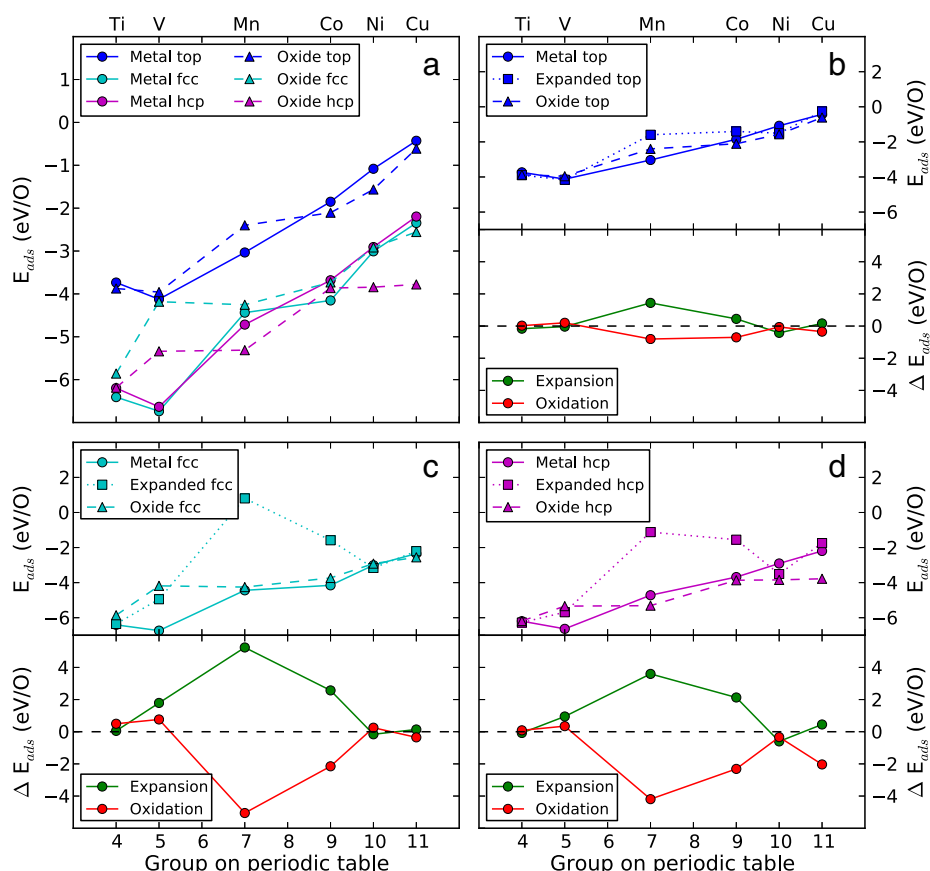 Ti V Mn Co Ni Cu
Ti V Mn Co Ni Cu
a
Metal top
Metal fcc
Metal hcp
Oxide top
Oxide fcc
Oxide hcp
1
0
−1
−2
−3
−4
−5
−6
E_ads (eV/O)
b
Metal top
Expanded top
Oxide top
2
0
−2
−4
−6
E_ads (eV/O)
4
2
0
−2
−4
Δ E_ads (eV/O)
Expansion
Oxidation
c
Metal fcc
Expanded fcc
Oxide fcc
2
0
−2
−4
−6
E_ads (eV/O)
4
2
0
−2
−4
Δ E_ads (eV/O)
Expansion
Oxidation
4 5 6 7 8 9 10 11
Group on periodic table
d
Metal hcp
Expanded hcp
Oxide hcp
2
0
−2
−4
−6
E_ads (eV/O)
4
2
0
−2
−4
Δ E_ads (eV/O)
Expansion
Oxidation
4 5 6 7 8 9 10 11
Group on periodic table